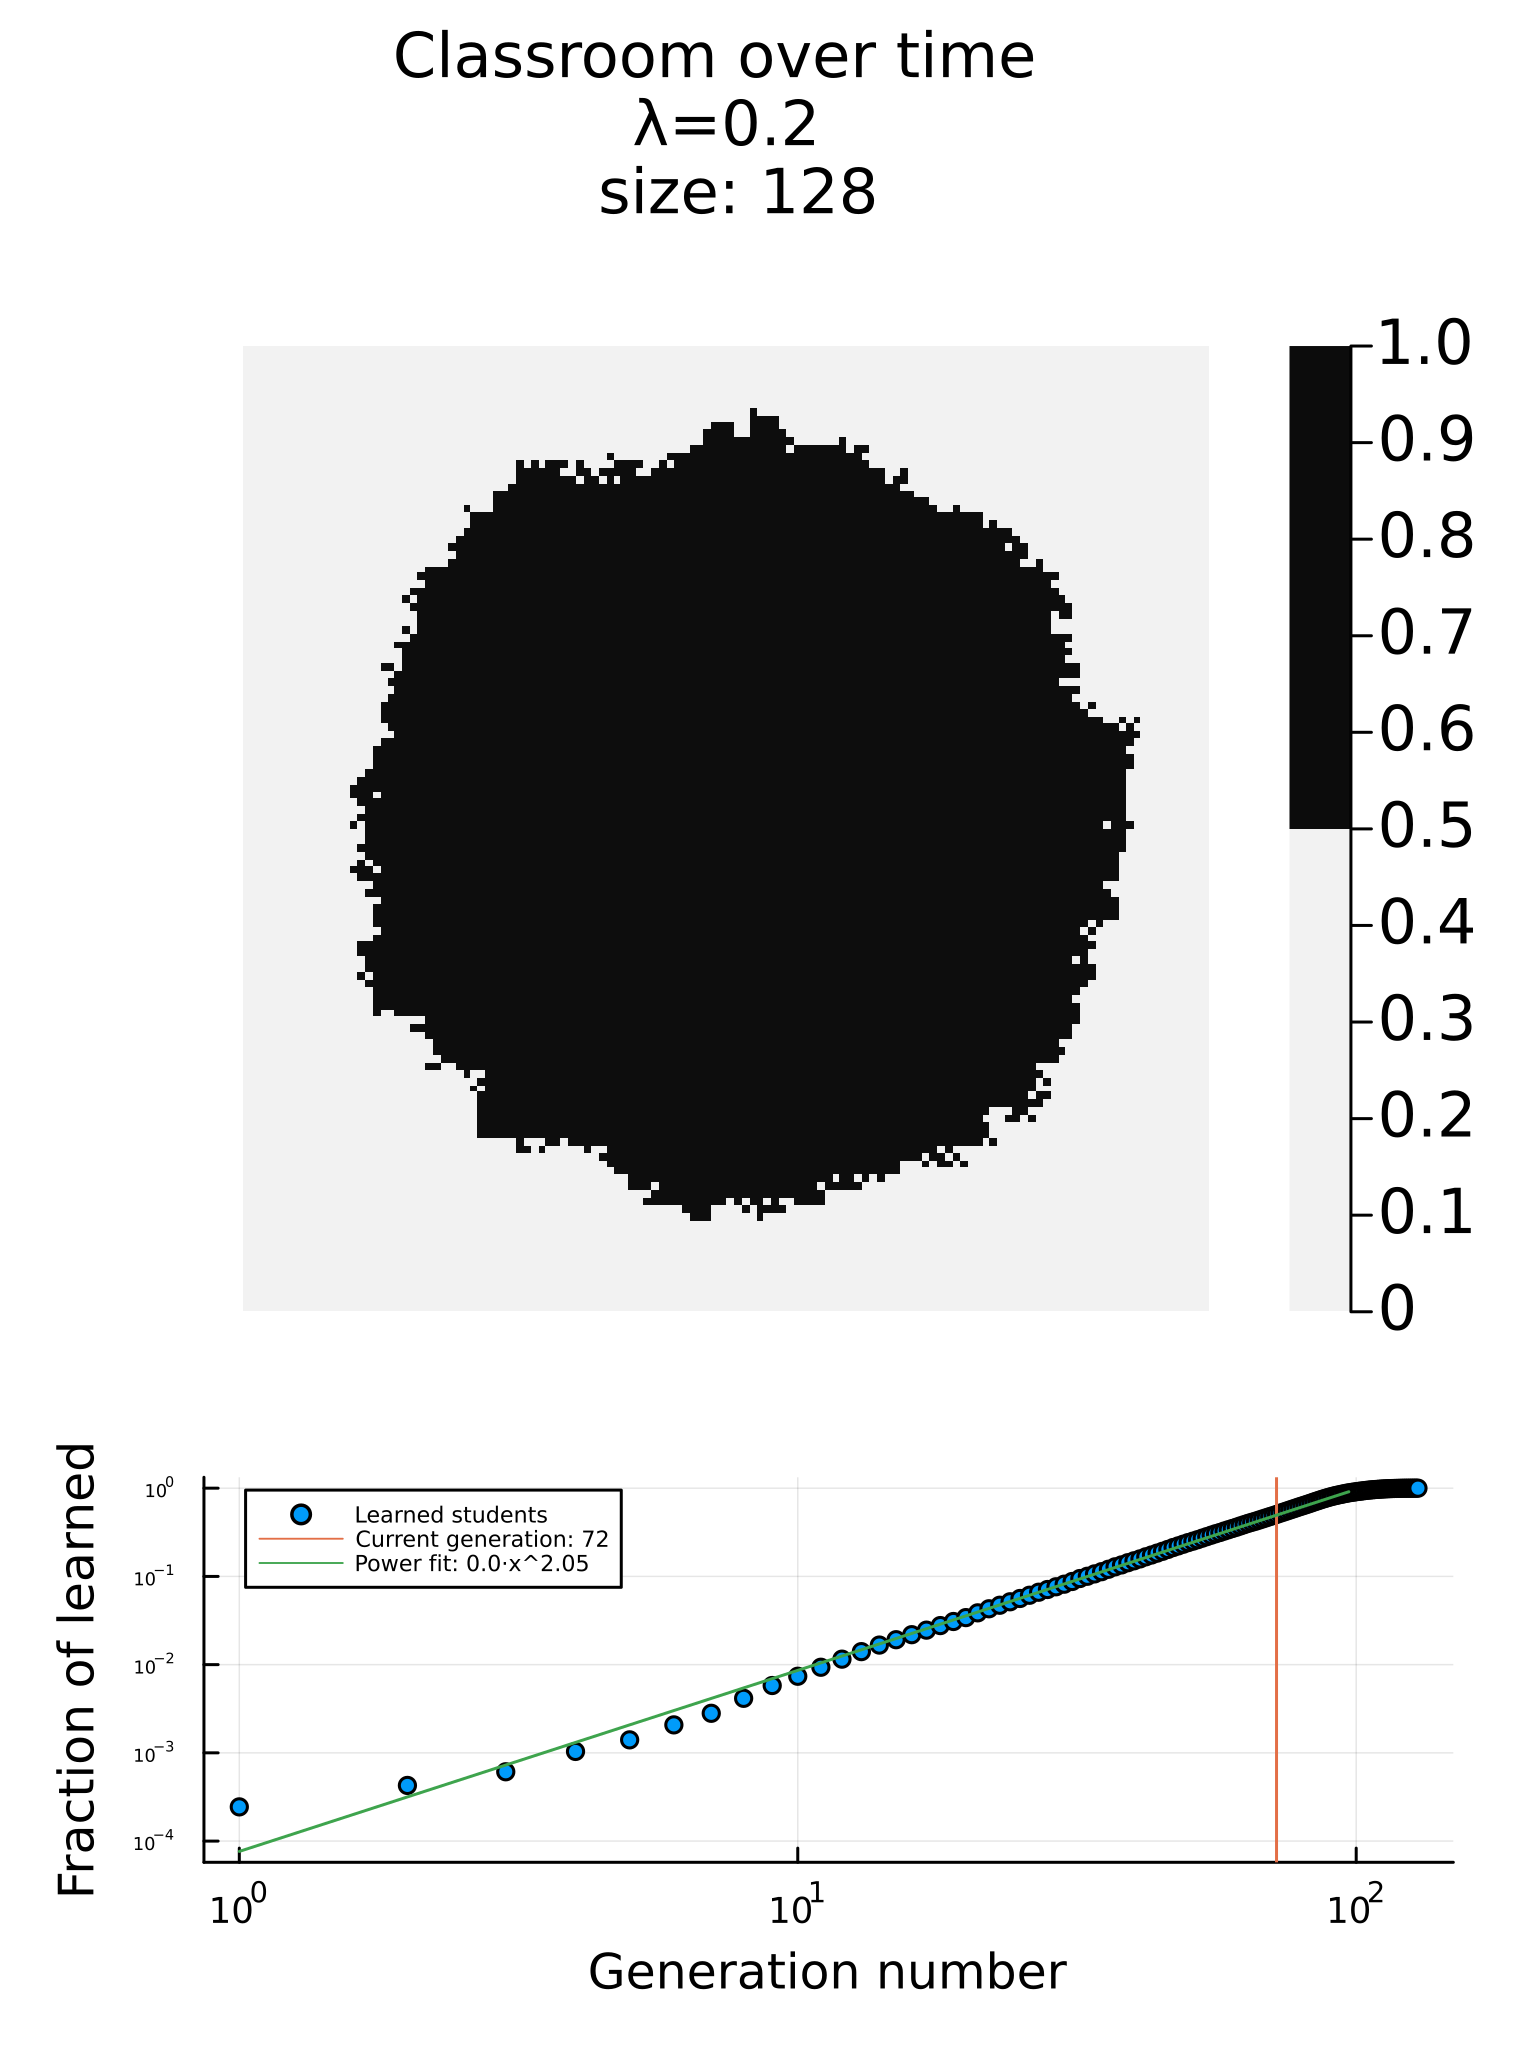 Classroom over time
λ=0.2
size: 128
1.0
0.9
0.8
0.7
0.6
0.5
0.4
0.3
0.2
0.1
0
Fraction of learned
10^0
10^-1
10^-2
10^-3
10^-4
Learned students
Current generation: 72
Power fit: 0.0·x^2.05
10^0 10^1 10^2
Generation number